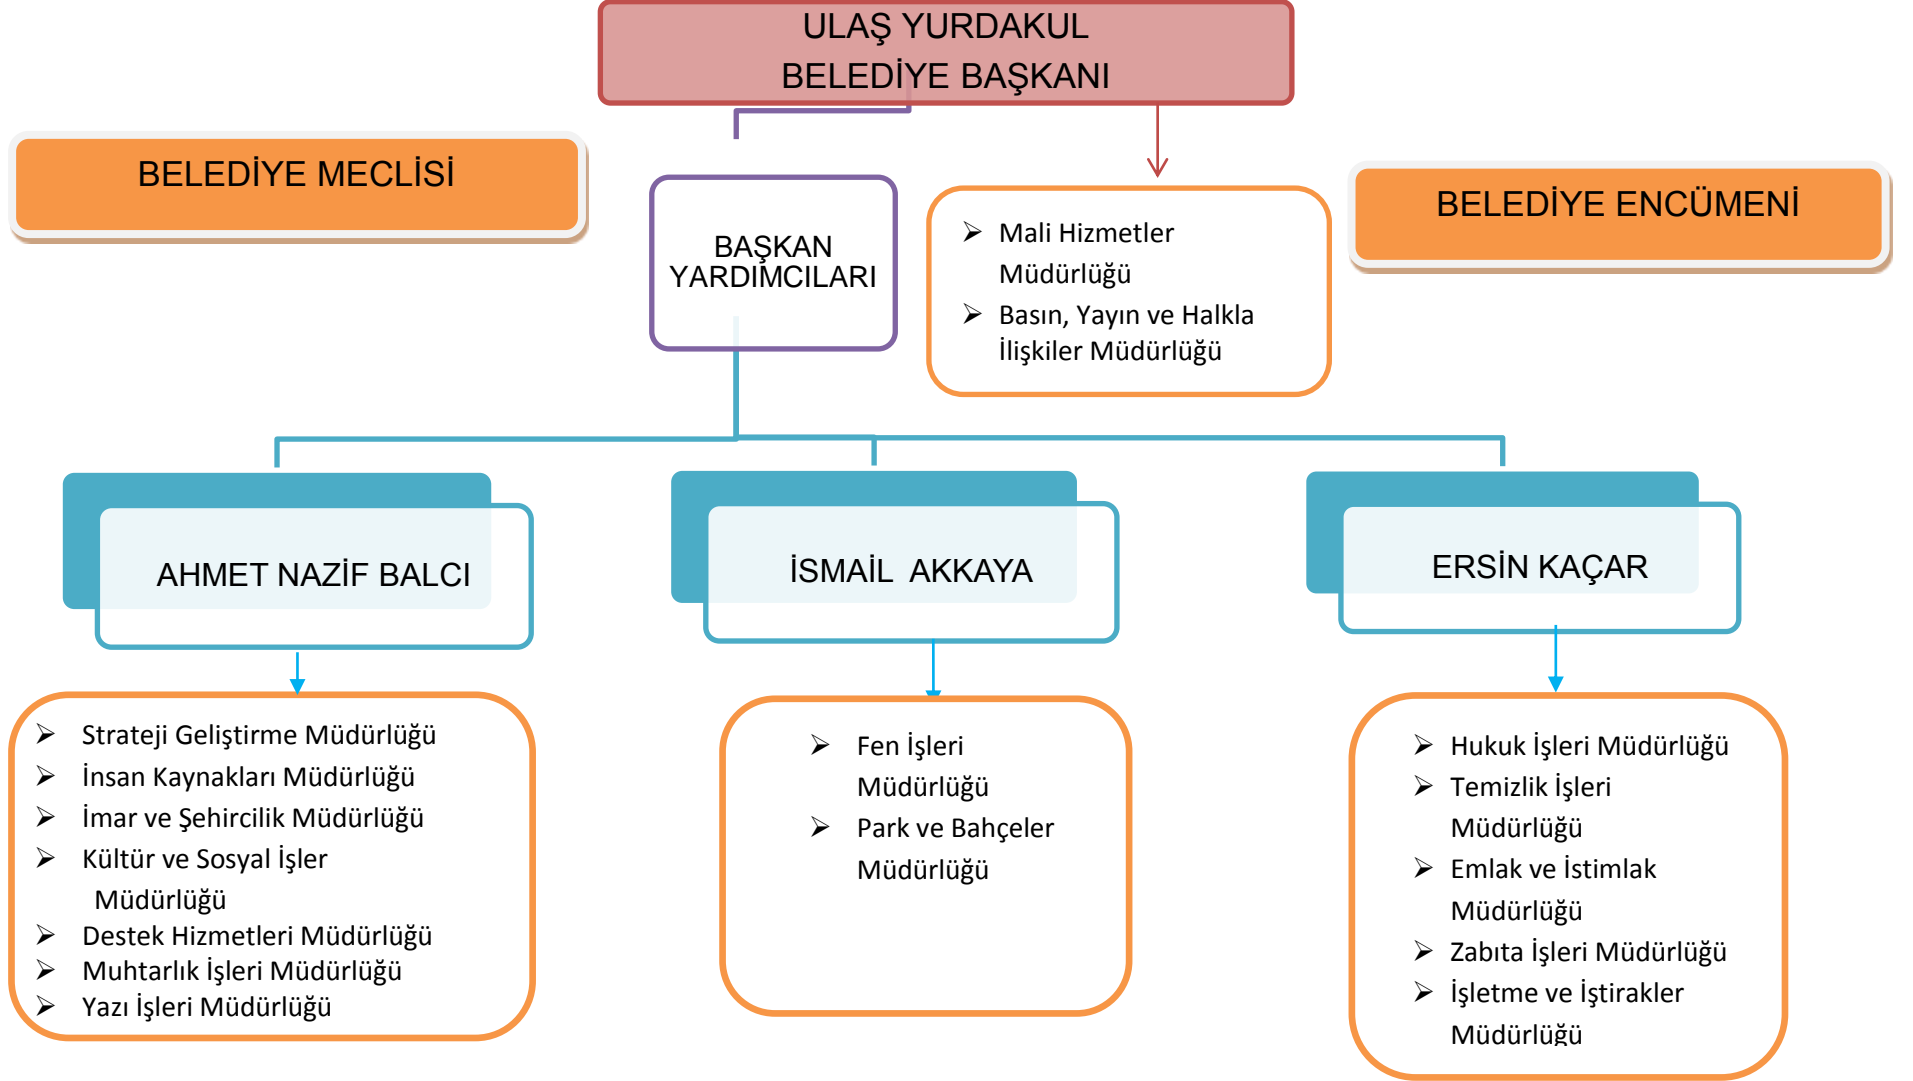 ULAŞ YURDAKUL
BELEDİYE BAŞKANI
BELEDİYE MECLİSİ
BAŞKAN
YARDIMCILARI
➢ Mali Hizmetler
Müdürlüğü
➢ Basın, Yayın ve Halkla
İlişkiler Müdürlüğü
BELEDİYE ENCÜMENİ
AHMET NAZİF BALCI
İSMAİL AKKAYA
ERSİN KAÇAR
➢ Strateji Geliştirme Müdürlüğü
➢ İnsan Kaynakları Müdürlüğü
➢ İmar ve Şehircilik Müdürlüğü
➢ Kültür ve Sosyal İşler
Müdürlüğü
➢ Destek Hizmetleri Müdürlüğü
➢ Muhtarlık İşleri Müdürlüğü
➢ Yazı İşleri Müdürlüğü
➢ Fen İşleri
Müdürlüğü
➢ Park ve Bahçeler
Müdürlüğü
➢ Hukuk İşleri Müdürlüğü
➢ Temizlik İşleri
Müdürlüğü
➢ Emlak ve İstimlak
Müdürlüğü
➢ Zabıta İşleri Müdürlüğü
➢ İşletme ve İştirakler
Müdürlüğü